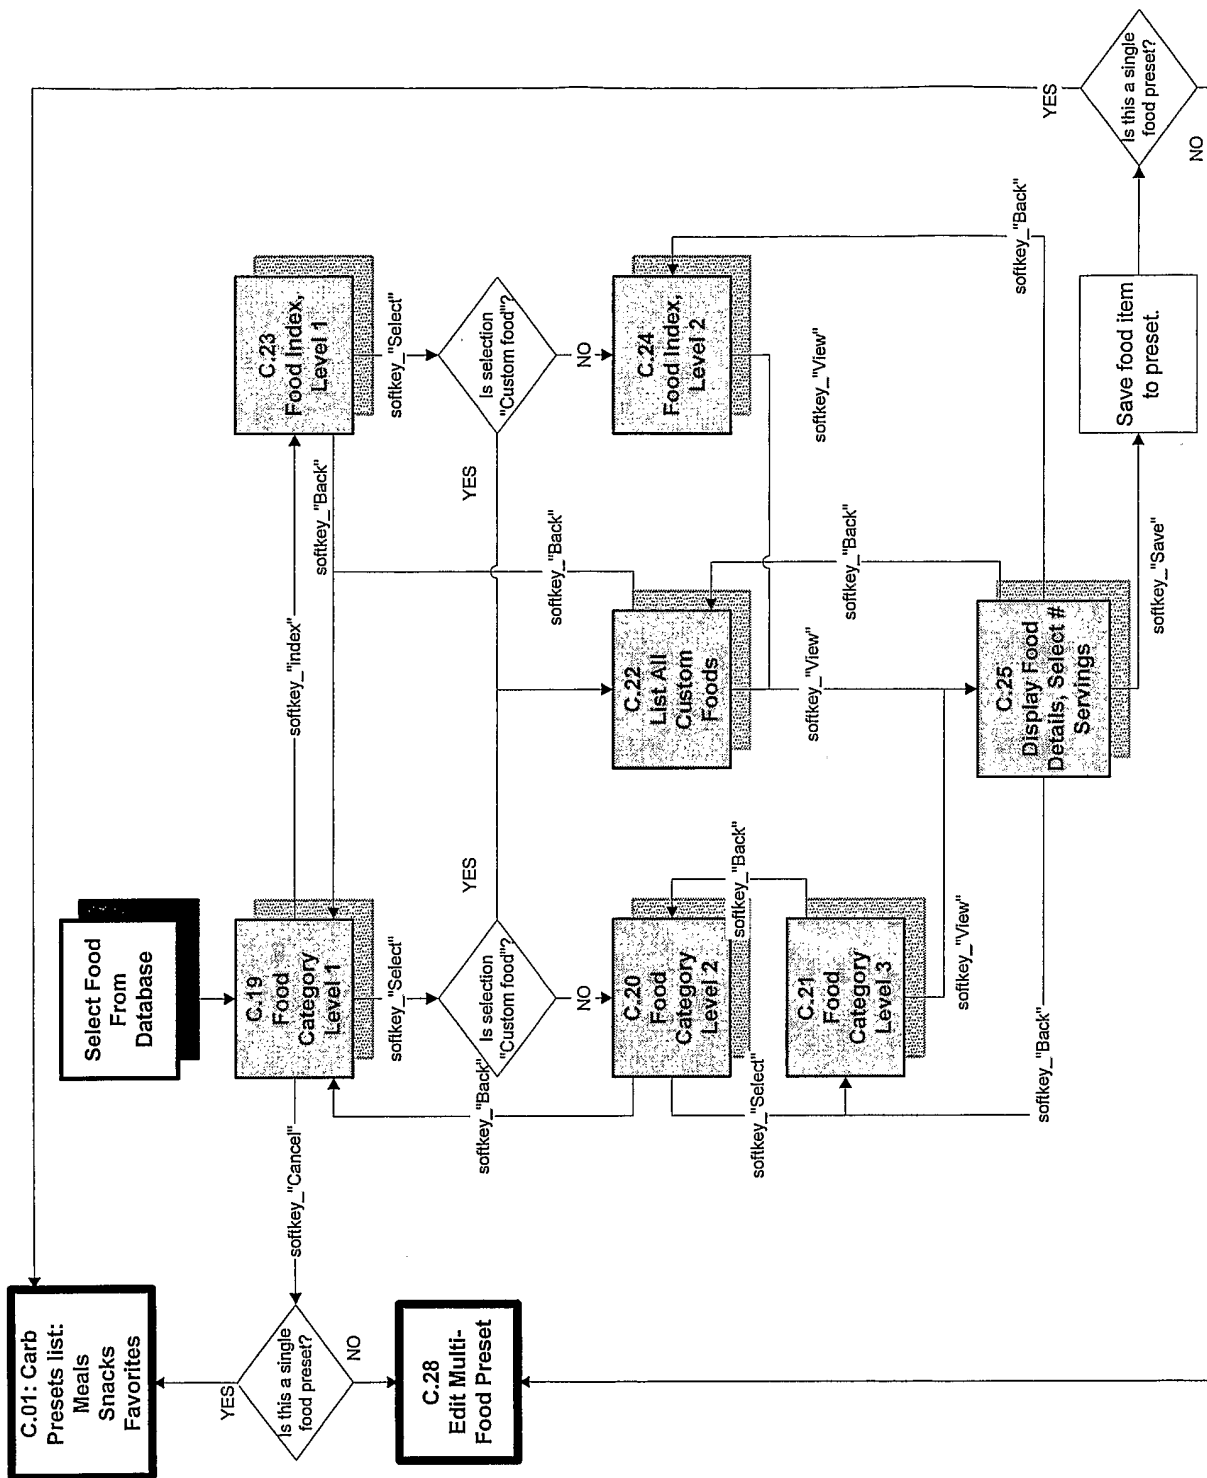 Select Food
From
Database
C.19
Food
Category
Level 1
softkey_"Cancel"
softkey_"Index"
C.23
Food Index,
Level 1
softkey_"Back"
C.01: Carb
Presets list:
Meals
Snacks
Favorites
YES
Is this a single
food preset?
NO
C.28
Edit Multi-
Food Preset
softkey_"Select"
Is selection
"Custom food"?
YES
NO
softkey_"Back"
softkey_"Select"
Is selection
"Custom food"?
YES
NO
softkey_"Back"
C.20
Food
Category
Level 2
C.22
List All
Custom
Foods
C.24
Food Index,
Level 2
softkey_"Select"
softkey_"Back"
C.21
Food
Category
Level 3
softkey_"View"
softkey_"View"
softkey_"View"
softkey_"Back"
softkey_"Back"
softkey_"Back"
C.25
Display Food
Details, Select #
Servings
softkey_"Save"
Save food item
to preset.
Is this a single
food preset?
YES
NO